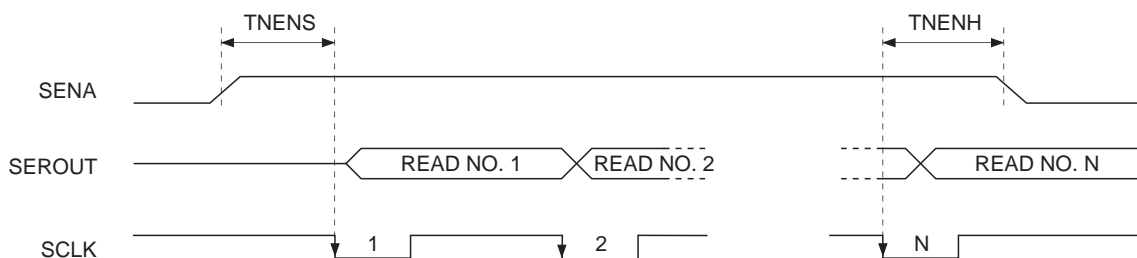 TNENS TNENH
SENA
SEROUT READ NO. 1 READ NO. 2 READ NO. N
SCLK 1 2 N